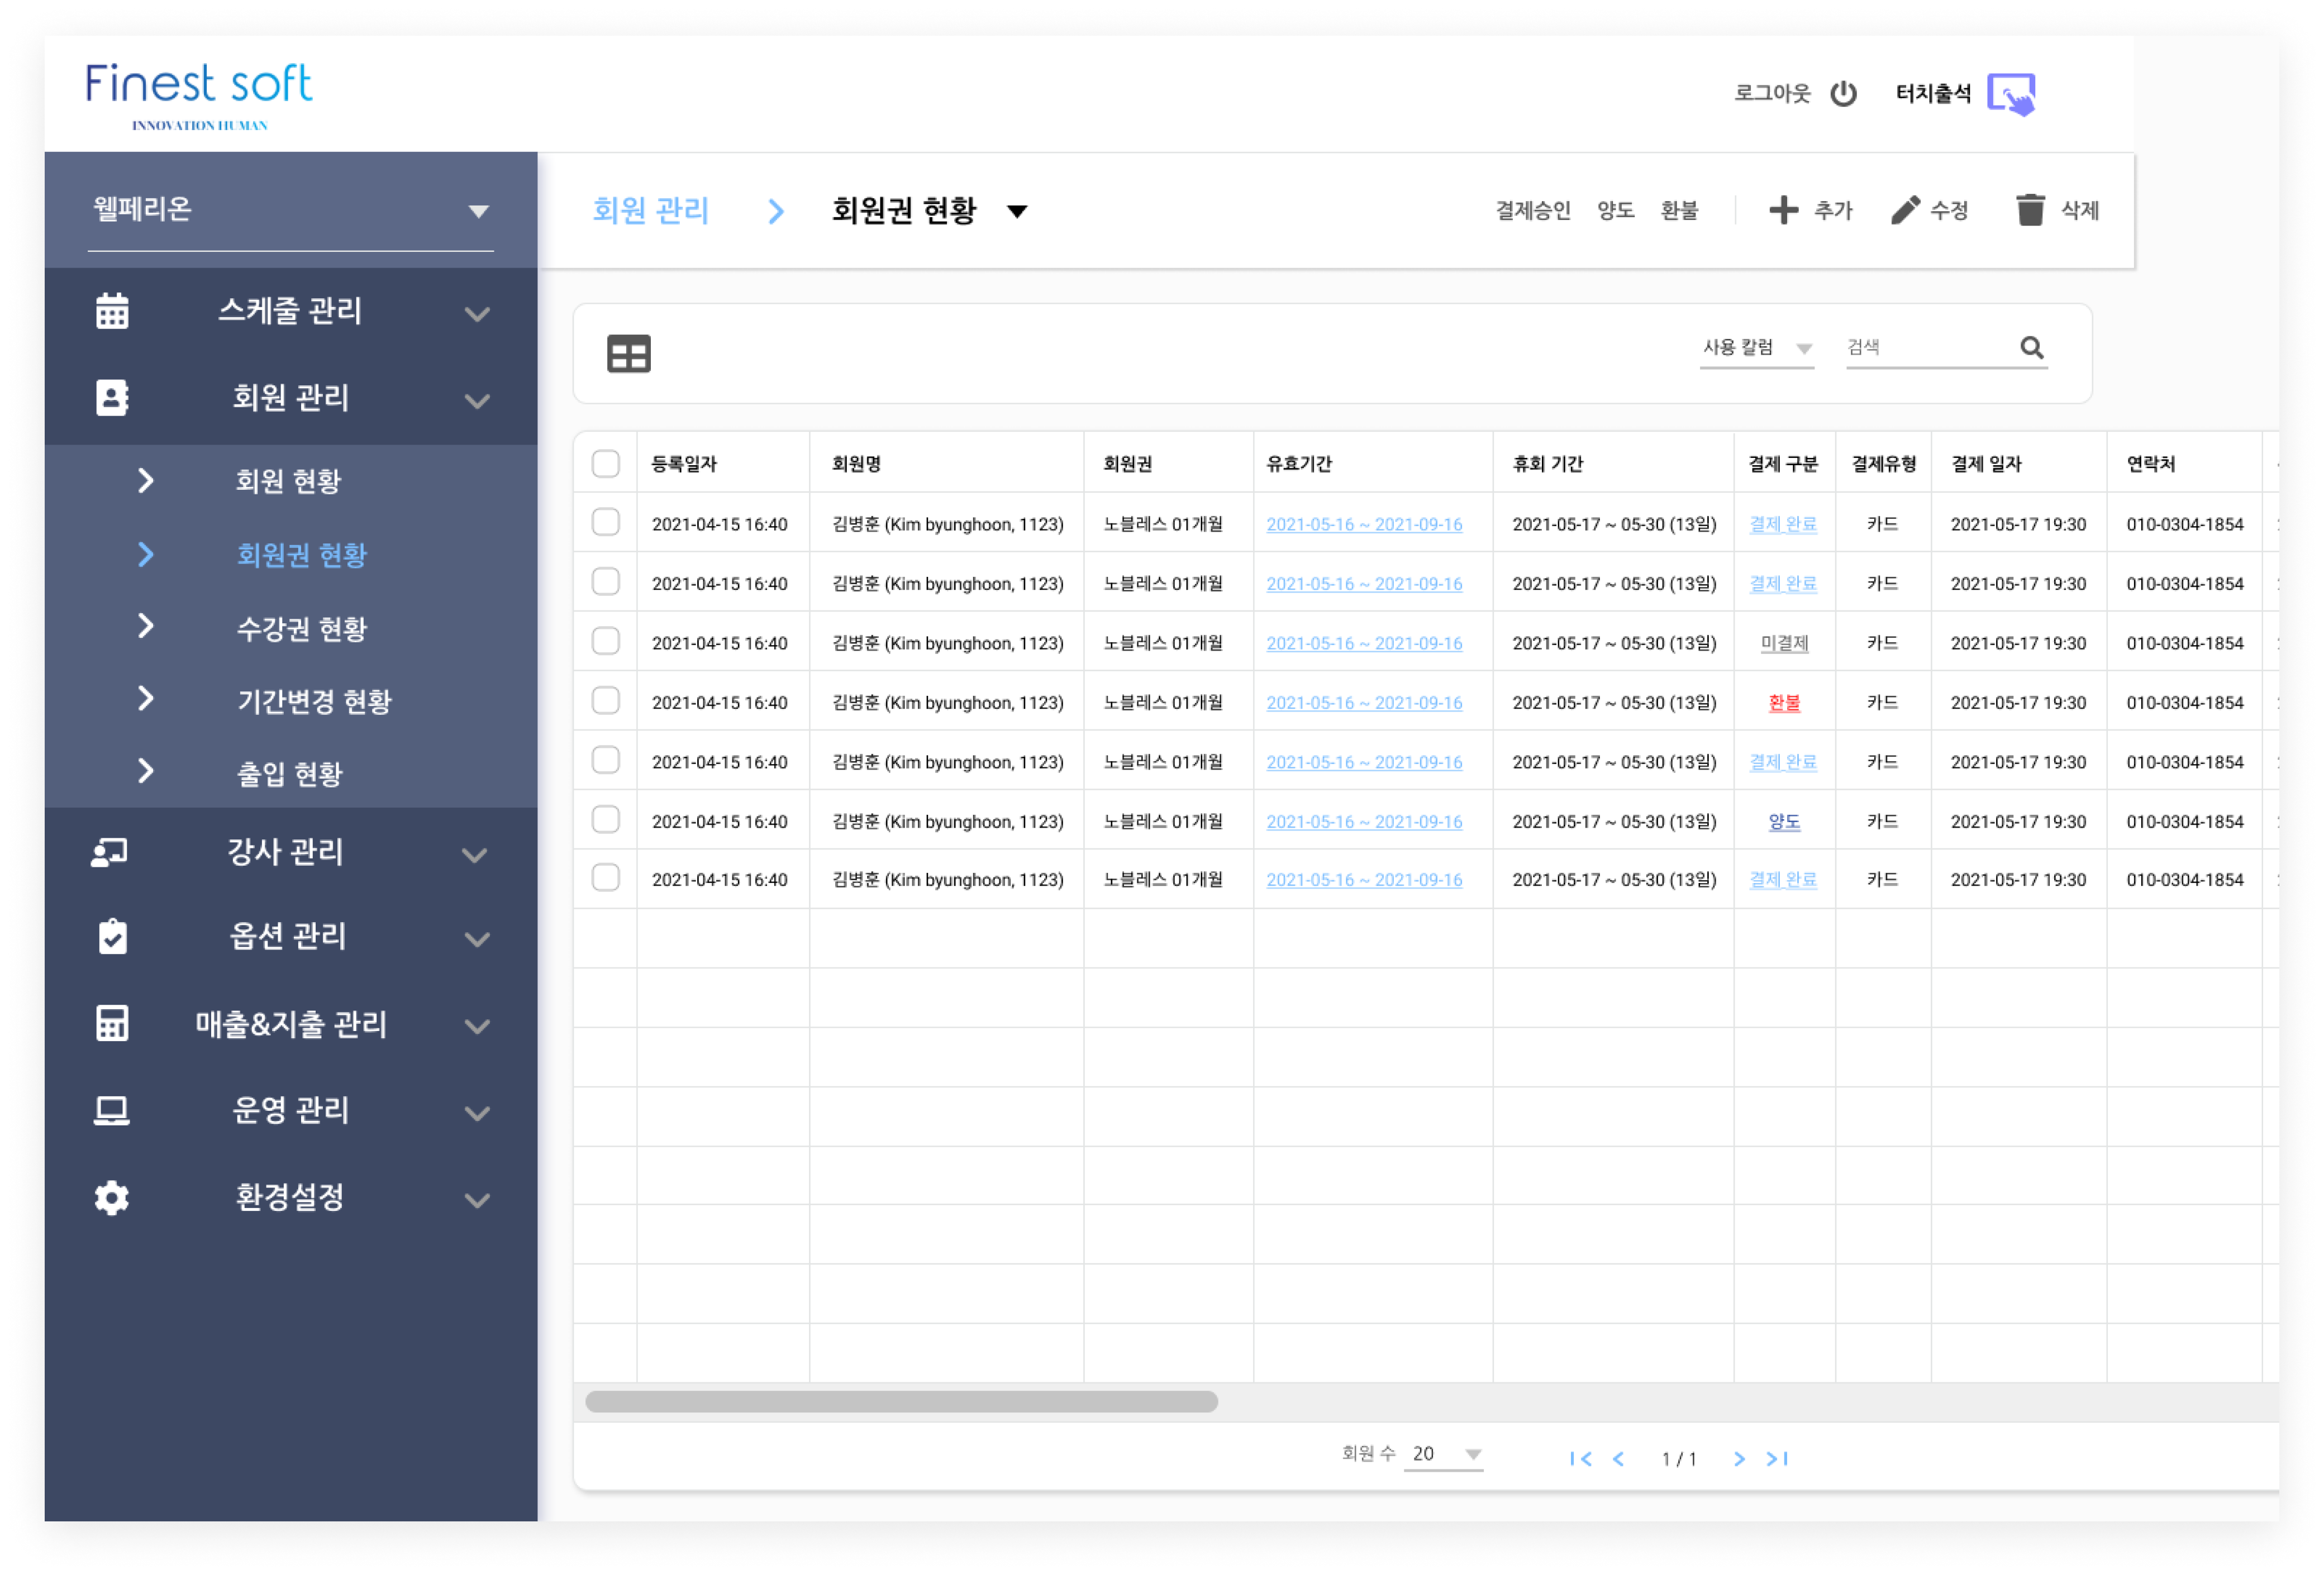 Finest soft
INNOVATION HUMAN
로그아웃 터치출석
웰페리온
회원 관리 회원권 현황
결제승인 양도 환불 추가 수정 삭제
스케줄 관리
회원 관리
회원 현황
회원권 현황
수강권 현황
기간변경 현황
출입 현황
강사 관리
옵션 관리
매출&지출 관리
운영 관리
환경설정
사용 칼럼 검색
등록일자 회원명 회원권 유효기간 휴회 기간 결제 구분 결제유형 결제 일자 연락처
2021-04-15 16:40 김병훈 (Kim byunghoon, 1123) 노블레스 01개월 2021-05-16 ~ 2021-09-16 2021-05-17 ~ 05-30 (13일) 결제 완료 카드 2021-05-17 19:30 010-0304-1854
2021-04-15 16:40 김병훈 (Kim byunghoon, 1123) 노블레스 01개월 2021-05-16 ~ 2021-09-16 2021-05-17 ~ 05-30 (13일) 결제 완료 카드 2021-05-17 19:30 010-0304-1854
2021-04-15 16:40 김병훈 (Kim byunghoon, 1123) 노블레스 01개월 2021-05-16 ~ 2021-09-16 2021-05-17 ~ 05-30 (13일) 미결제 카드 2021-05-17 19:30 010-0304-1854
2021-04-15 16:40 김병훈 (Kim byunghoon, 1123) 노블레스 01개월 2021-05-16 ~ 2021-09-16 2021-05-17 ~ 05-30 (13일) 환불 카드 2021-05-17 19:30 010-0304-1854
2021-04-15 16:40 김병훈 (Kim byunghoon, 1123) 노블레스 01개월 2021-05-16 ~ 2021-09-16 2021-05-17 ~ 05-30 (13일) 결제 완료 카드 2021-05-17 19:30 010-0304-1854
2021-04-15 16:40 김병훈 (Kim byunghoon, 1123) 노블레스 01개월 2021-05-16 ~ 2021-09-16 2021-05-17 ~ 05-30 (13일) 양도 카드 2021-05-17 19:30 010-0304-1854
2021-04-15 16:40 김병훈 (Kim byunghoon, 1123) 노블레스 01개월 2021-05-16 ~ 2021-09-16 2021-05-17 ~ 05-30 (13일) 결제 완료 카드 2021-05-17 19:30 010-0304-1854
회원 수 20 1 / 1